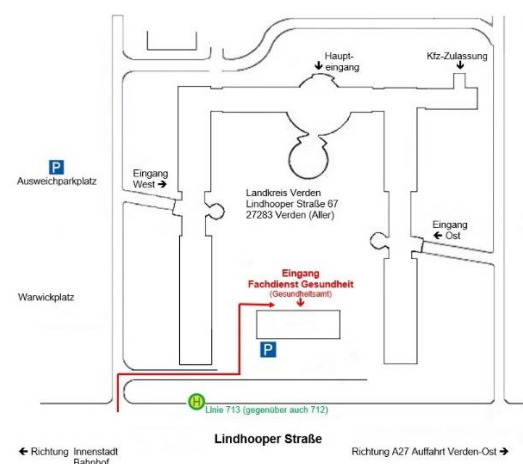 Haupt-
eingang
Kfz-Zulassung
P
Ausweichparkplatz
Eingang
West →
Landkreis Verden
Lindhooper Straße 67
27283 Verden (Aller)
Eingang
← Ost
Eingang
Fachdienst Gesundheit
(Gesundheitsamt)
Warwickplatz
P
H
Linie 713 (gegenüber auch 712)
Lindhooper Straße
← Richtung Innenstadt
Bahnhof
Richtung A27 Auffahrt Verden-Ost →